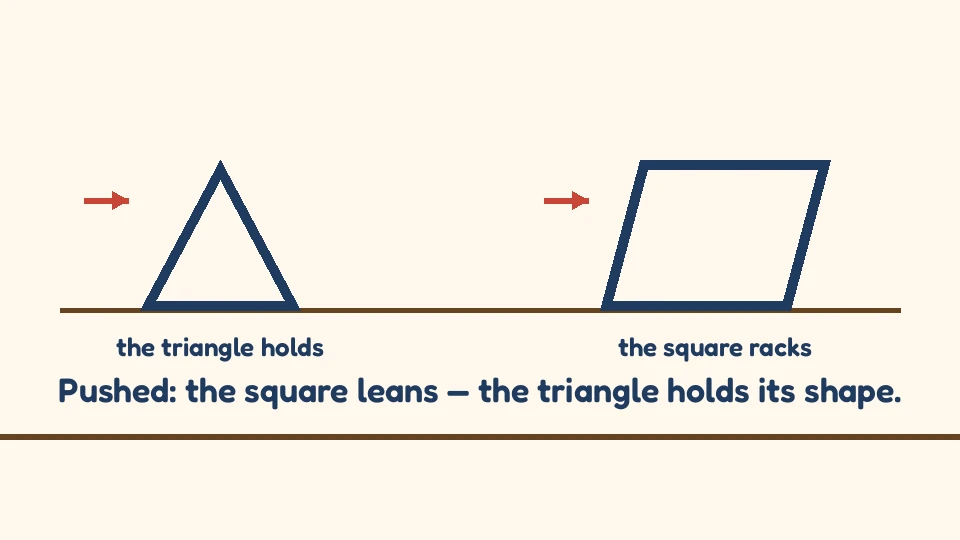 the triangle holds
the square racks
Pushed: the square leans — the triangle holds its shape.